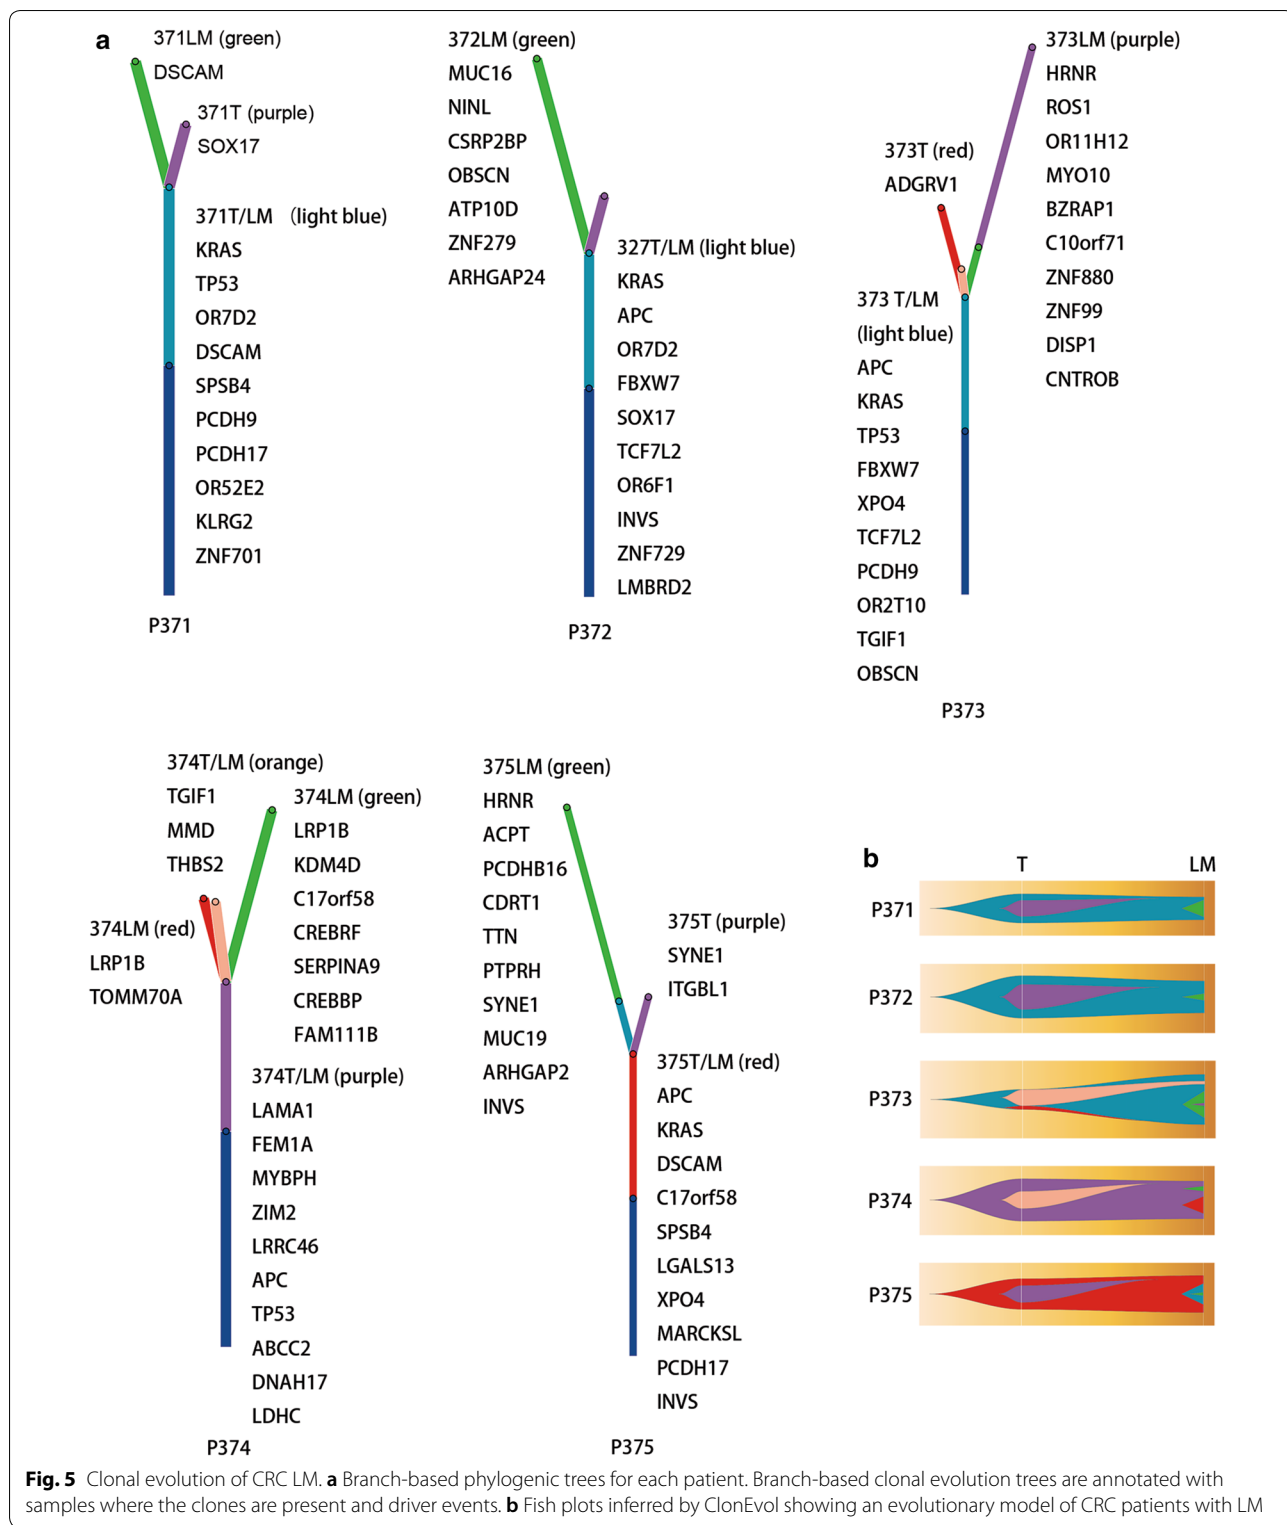 a
371LM (green)
DSCAM
371T (purple)
SOX17
371T/LM (light blue)
KRAS
TP53
OR7D2
DSCAM
SPSB4
PCDH9
PCDH17
OR52E2
KLRG2
ZNF701
P371
372LM (green)
MUC16
NINL
CSRP2BP
OBSCN
ATP10D
ZNF279
ARHGAP24
327T/LM (light blue)
KRAS
APC
OR7D2
FBXW7
SOX17
TCF7L2
OR6F1
INVS
ZNF729
LMBRD2
P372
373LM (purple)
HRNR
ROS1
OR11H12
MYO10
BZRAP1
C10orf71
ZNF880
ZNF99
DISP1
CNTROB
373T (red)
ADGRV1
373 T/LM
(light blue)
APC
KRAS
TP53
FBXW7
XPO4
TCF7L2
PCDH9
OR2T10
TGIF1
OBSCN
P373
374T/LM (orange)
TGIF1
MMD
THBS2
374LM (green)
LRP1B
KDM4D
C17orf58
CREBRF
SERPINA9
CREBBP
FAM111B
374LM (red)
LRP1B
TOMM70A
374T/LM (purple)
LAMA1
FEM1A
MYBPH
ZIM2
LRRC46
APC
TP53
ABCC2
DNAH17
LDHC
P374
375LM (green)
HRNR
ACPT
PCDHB16
CDRT1
TTN
PTPRH
SYNE1
MUC19
ARHGAP2
INVS
375T (purple)
SYNE1
ITGBL1
375T/LM (red)
APC
KRAS
DSCAM
C17orf58
SPSB4
LGALS13
XPO4
MARCKSL
PCDH17
INVS
P375
b
T LM
P371
P372
P373
P374
P375
Fig. 5 Clonal evolution of CRC LM. a Branch-based phylogenic trees for each patient. Branch-based clonal evolution trees are annotated with
samples where the clones are present and driver events. b Fish plots inferred by ClonEvol showing an evolutionary model of CRC patients with LM